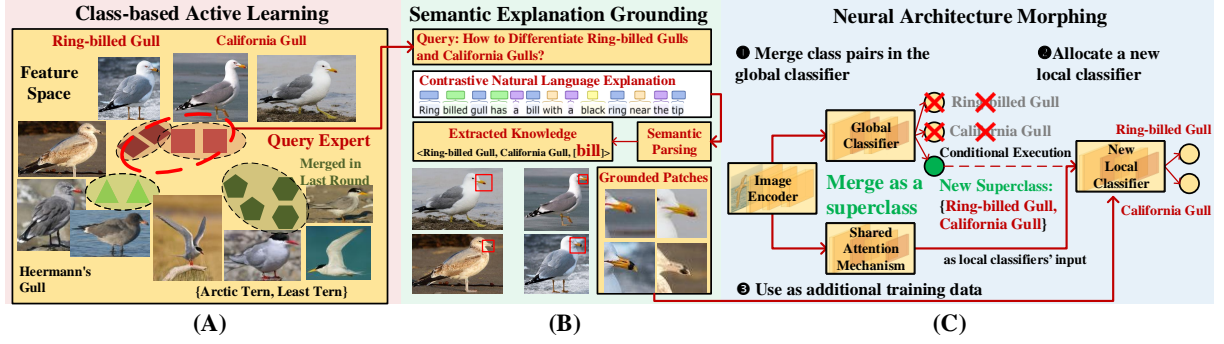 Class-based Active Learning
Ring-billed Gull
California Gull
Feature
Space
Query Expert
Merged in
Last Round
Heermann's
Gull
{Arctic Tern, Least Tern}
(A)
Semantic Explanation Grounding
Query: How to Differentiate Ring-billed Gulls
and California Gulls?
Contrastive Natural Language Explanation
Ring billed gull has a bill with a black ring near the tip
Extracted Knowledge
<Ring-billed Gull, California Gull, [bill]>
Semantic
Parsing
Grounded Patches
(B)
Neural Architecture Morphing
❶ Merge class pairs in the
global classifier
❷Allocate a new
local classifier
Global
Classifier
Ring-billed Gull
California Gull
Conditional Execution
Image
Encoder
Merge as a
superclass
New Superclass:
{Ring-billed Gull,
California Gull}
Shared
Attention
Mechanism
as local classifiers' input
New
Local
Classifier
Ring-billed Gull
California Gull
❸ Use as additional training data
(C)